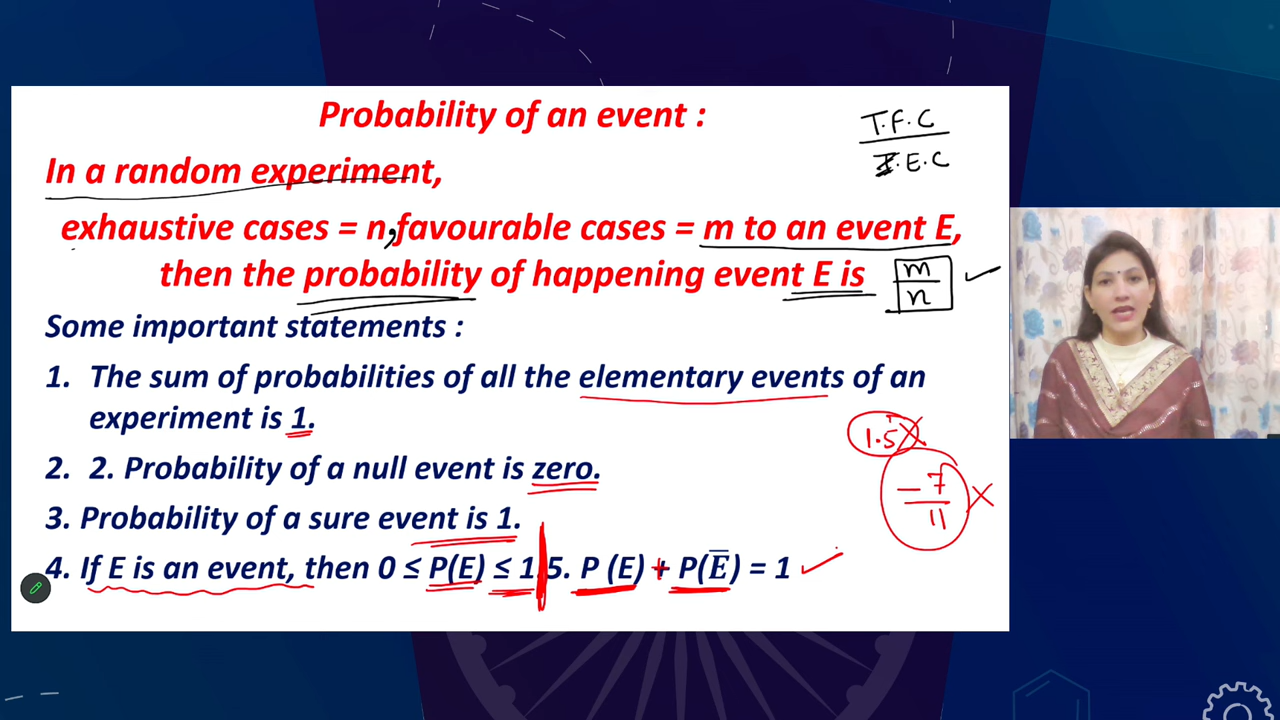 Probability of an event :
T.F.C
In a random experiment,
E.C
exhaustive cases = n, favourable cases = m to an event E,
then the probability of happening event E is m/n
Some important statements :
1. The sum of probabilities of all the elementary events of an
experiment is 1.
1.5
2. 2. Probability of a null event is zero.
-7/11
3. Probability of a sure event is 1.
4. If E is an event, then 0 ≤ P(E) ≤ 1 5. P (E) + P(E̅) = 1